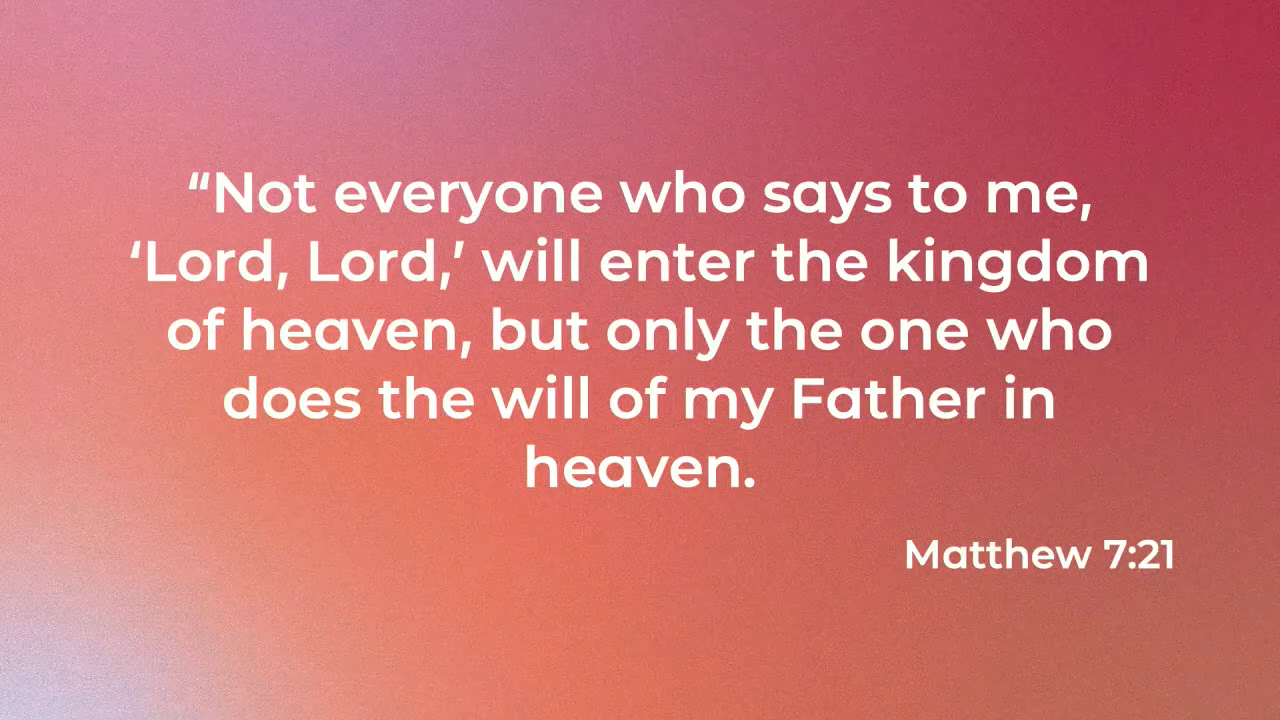 “Not everyone who says to me,
‘Lord, Lord,’ will enter the kingdom
of heaven, but only the one who
does the will of my Father in
heaven.
Matthew 7:21